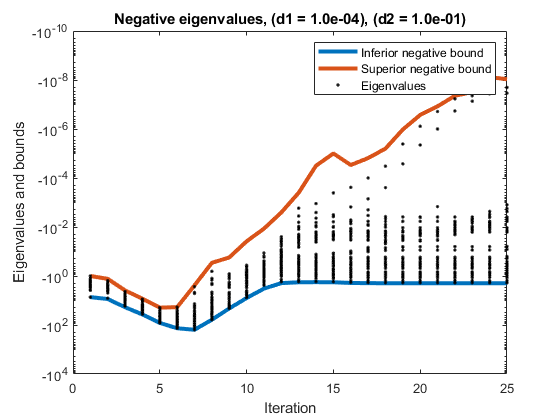 Negative eigenvalues, (d1 = 1.0e-04), (d2 = 1.0e-01)
Inferior negative bound
Superior negative bound
Eigenvalues
Eigenvalues and bounds
-10^-10
-10^-8
-10^-6
-10^-4
-10^-2
-10^0
-10^2
-10^4
0 5 10 15 20 25
Iteration